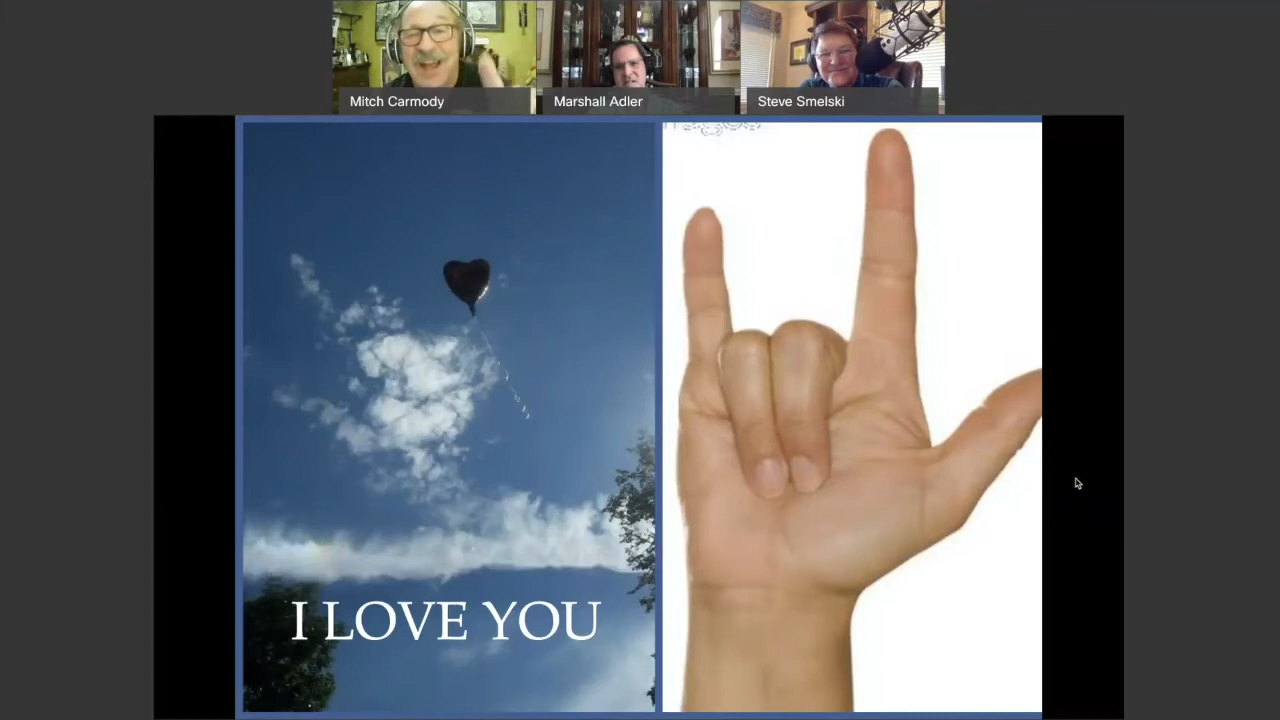 Mitch Carmody
Marshall Adler
Steve Smelski
I LOVE YOU